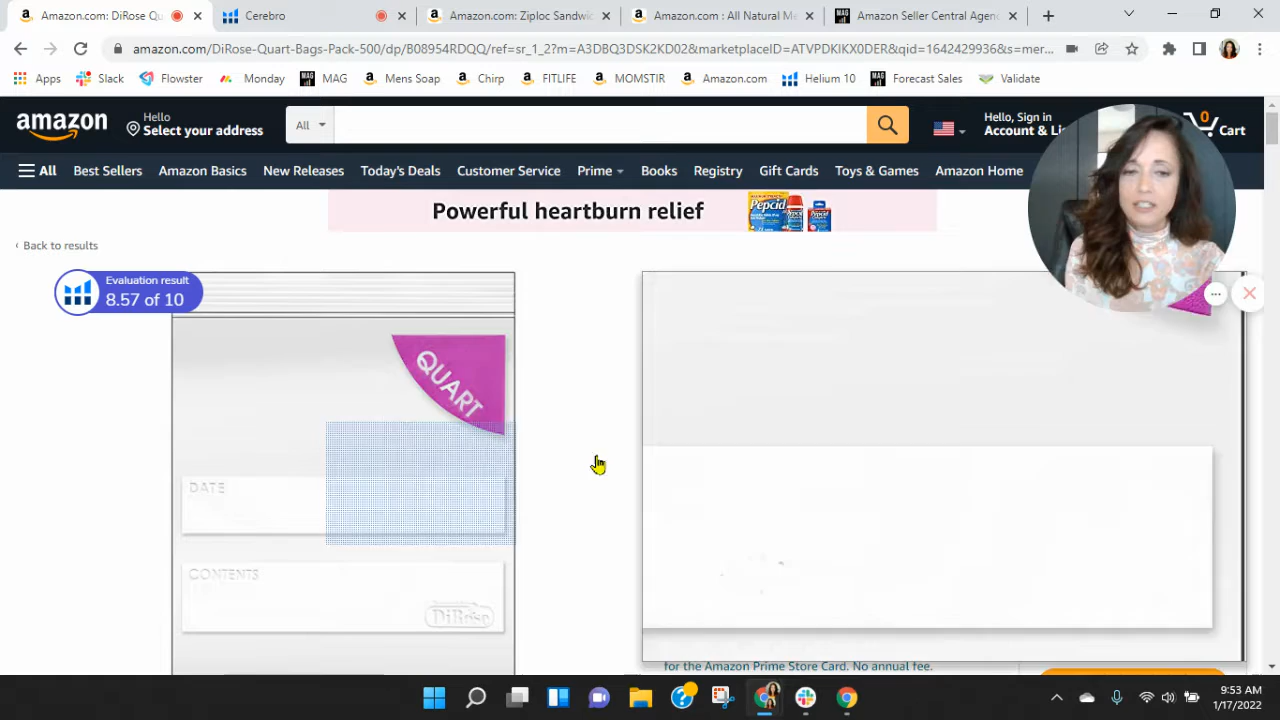 Amazon.com: DiRose Qu
Cerebro
Amazon.com: Ziploc Sandwi
Amazon.com : All Natural Me
Amazon Seller Central Agen
amazon.com/DiRose-Quart-Bags-Pack-500/dp/B08954RDQQ/ref=sr_1_2?m=A3DBQ3DSK2KD02&marketplaceID=ATVPDKIKX0DER&qid=1642429936&s=mer...
Apps
Slack
Flowster
Monday
MAG
Mens Soap
Chirp
FITLIFE
MOMSTIR
Amazon.com
Helium 10
Forecast Sales
Validate
amazon
Hello
Select your address
All
Hello, Sign in
Account & Li
0
Cart
All
Best Sellers
Amazon Basics
New Releases
Today's Deals
Customer Service
Prime
Books
Registry
Gift Cards
Toys & Games
Amazon Home
Powerful heartburn relief
Pepcid
‹ Back to results
Evaluation result
8.57 of 10
QUART
DATE
CONTENTS
DiRose
for the Amazon Prime Store Card. No annual fee.
9:53 AM
1/17/2022